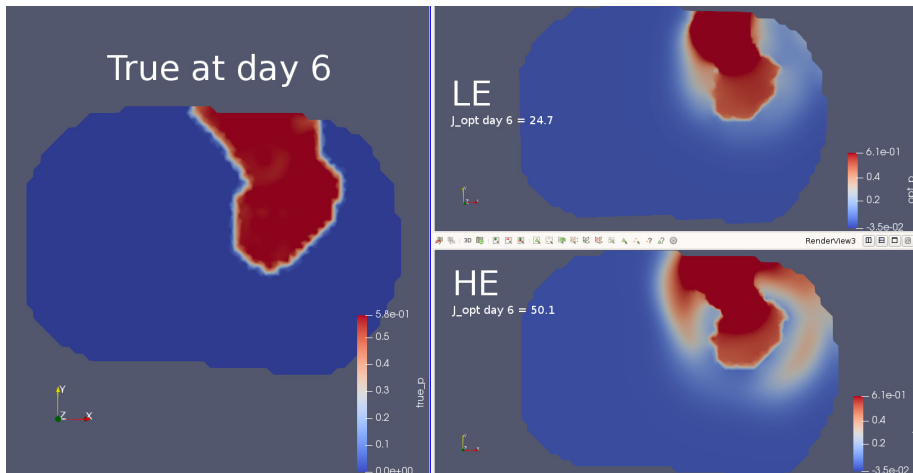 True at day 6
5.8e-01
0.5
0.4
0.3
0.2
0.1
0.0e+00
true_p
Y
Z
X
LE
J_opt day 6 = 24.7
6.1e-01
0.4
0.2
-3.5e-02
opt_p
3D
RenderView3
HE
J_opt day 6 = 50.1
6.1e-01
0.4
0.2
-3.5e-02